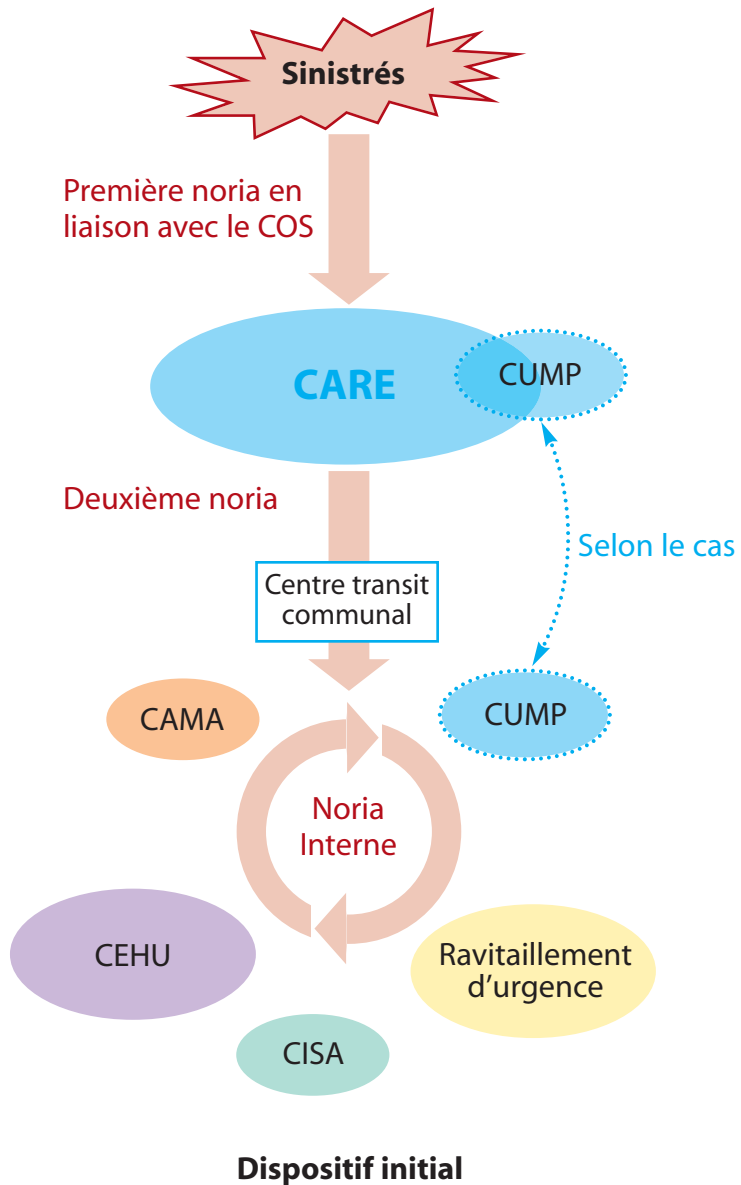 Sinistrés
Première noria en
liaison avec le COS
CARE
CUMP
Deuxième noria
Selon le cas
Centre transit
communal
CAMA
CUMP
Noria
Interne
CEHU
Ravitaillement
d’urgence
CISA
Dispositif initial